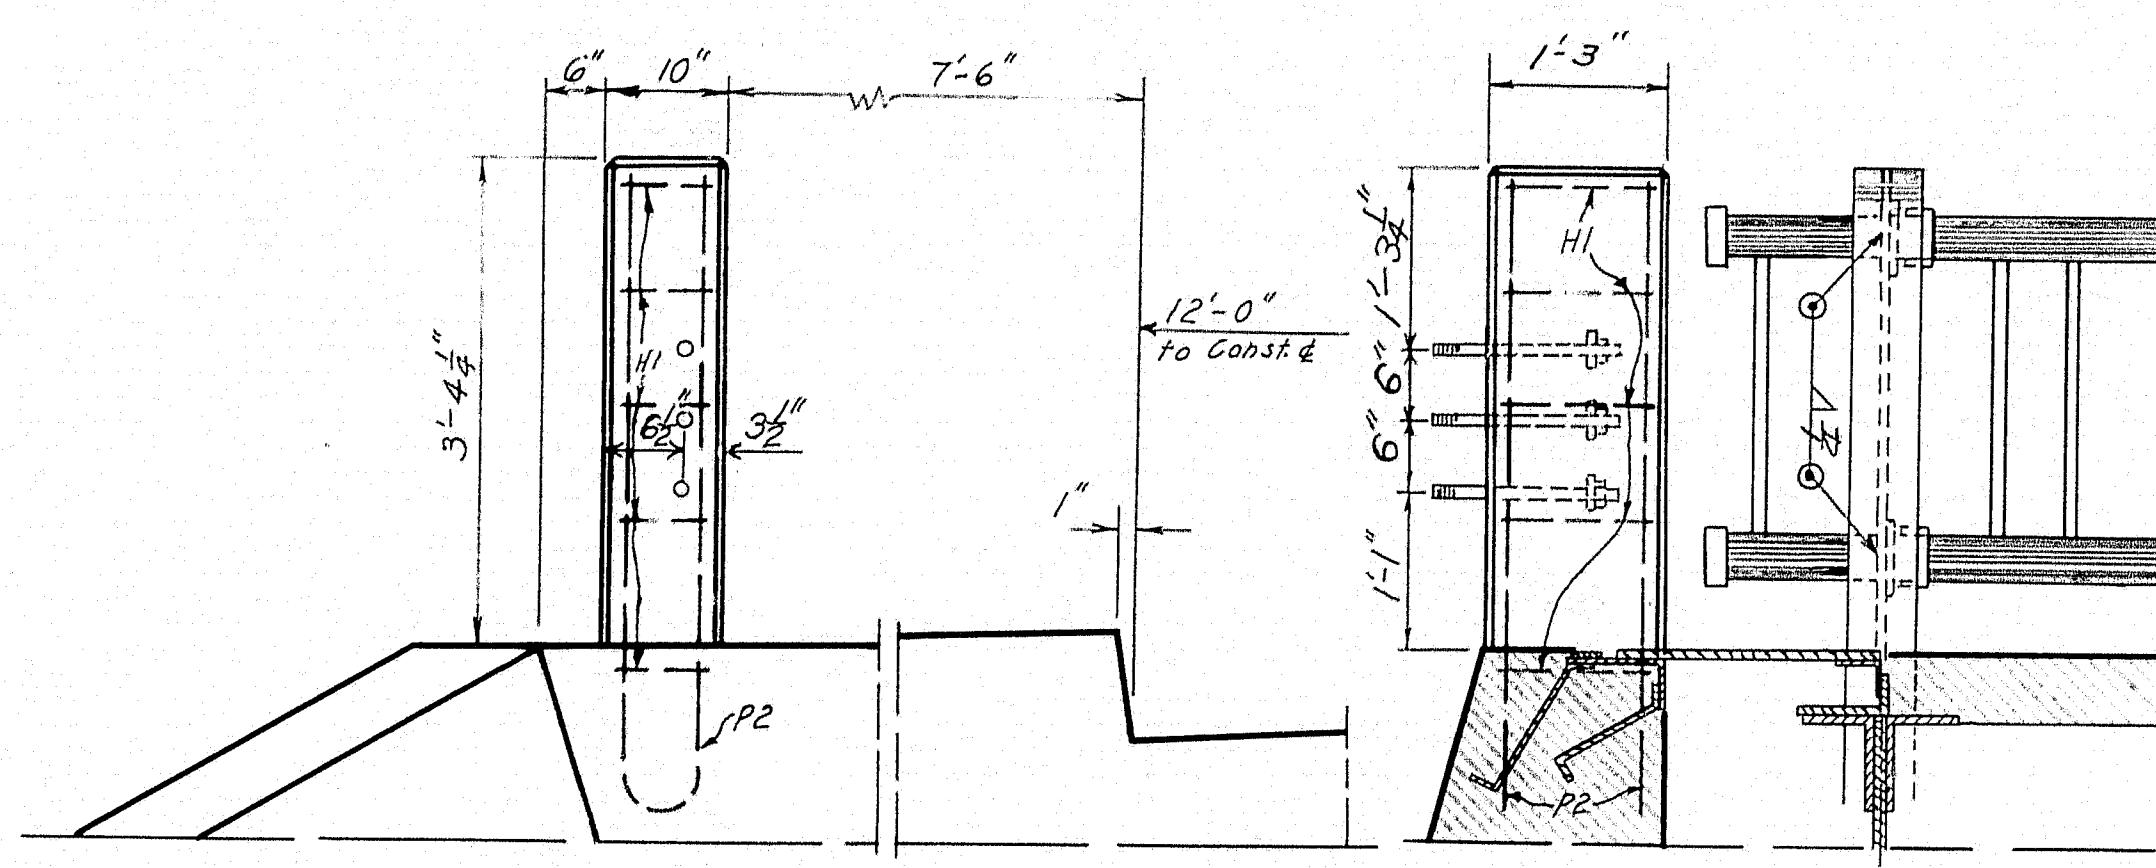 6" 10" 7'-6"
1'-3"
H1
3'-4 1/4"
H1
6 1/2" 3 1/2"
12'-0"
to Const. ℄
1"
P2
1'-3 1/4"
6"
6"
1'-1"
P2